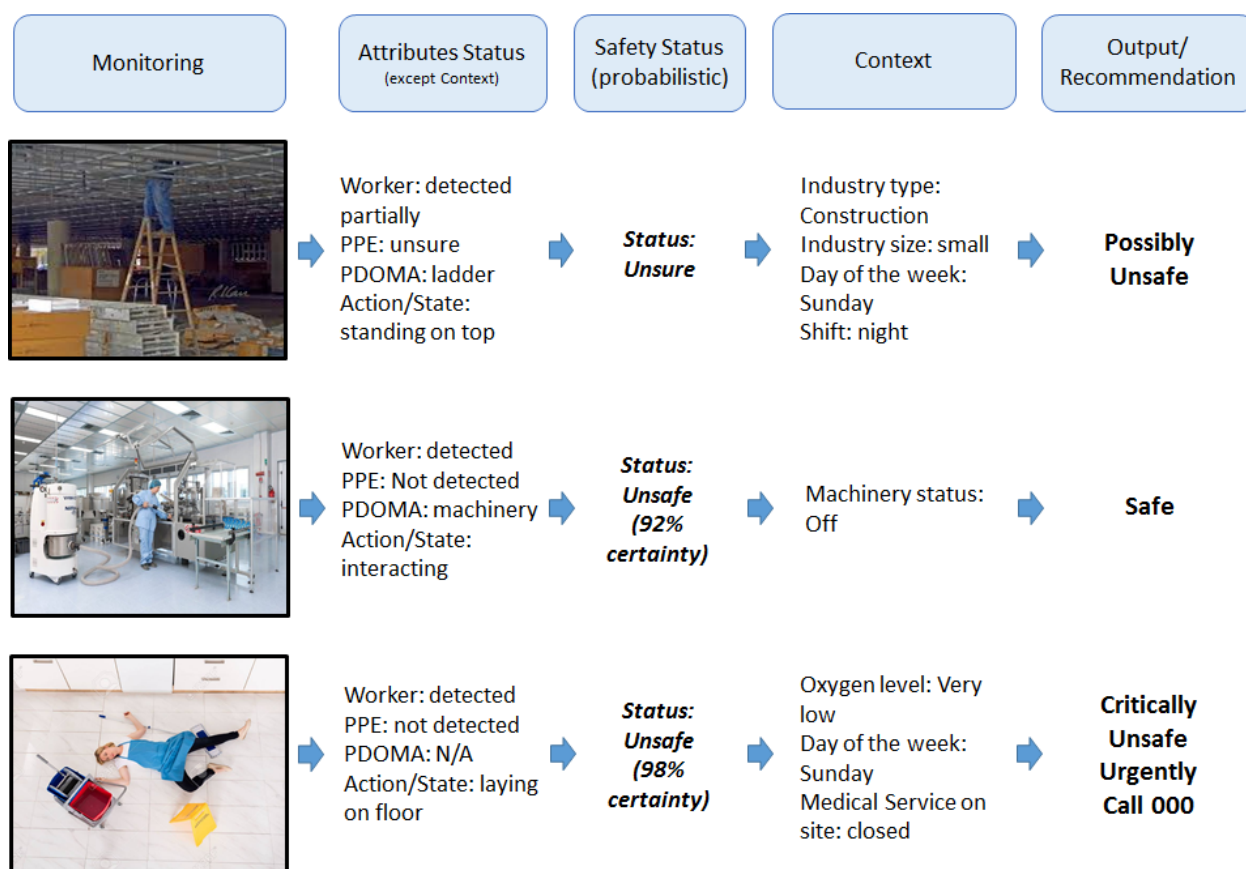 Monitoring
Attributes Status
(except Context)
Safety Status
(probabilistic)
Context
Output/
Recommendation
Worker: detected
partially
PPE: unsure
PDOMA: ladder
Action/State:
standing on top
Status:
Unsure
Industry type:
Construction
Industry size: small
Day of the week:
Sunday
Shift: night
Possibly
Unsafe
Worker: detected
PPE: Not detected
PDOMA: machinery
Action/State:
interacting
Status:
Unsafe
(92%
certainty)
Machinery status:
Off
Safe
Worker: detected
PPE: not detected
PDOMA: N/A
Action/State: laying
on floor
Status:
Unsafe
(98%
certainty)
Oxygen level: Very
low
Day of the week:
Sunday
Medical Service on
site: closed
Critically
Unsafe
Urgently
Call 000